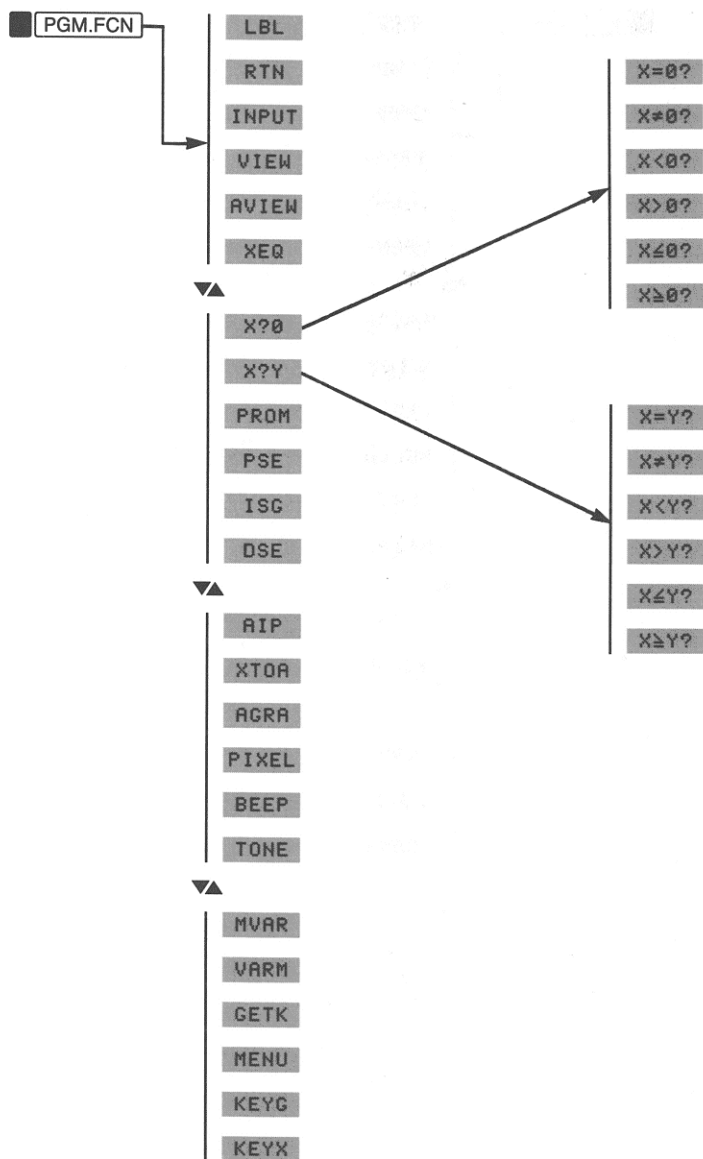 PGM.FCN
LBL
RTN
INPUT
VIEW
AVIEW
XEQ
X?0
X?Y
PROM
PSE
ISG
DSE
AIP
XTOA
AGRA
PIXEL
BEEP
TONE
MVAR
VARM
GETK
MENU
KEYG
KEYX
X=0?
X≠0?
X<0?
X>0?
X≤0?
X≥0?
X=Y?
X≠Y?
X<Y?
X>Y?
X≤Y?
X≥Y?